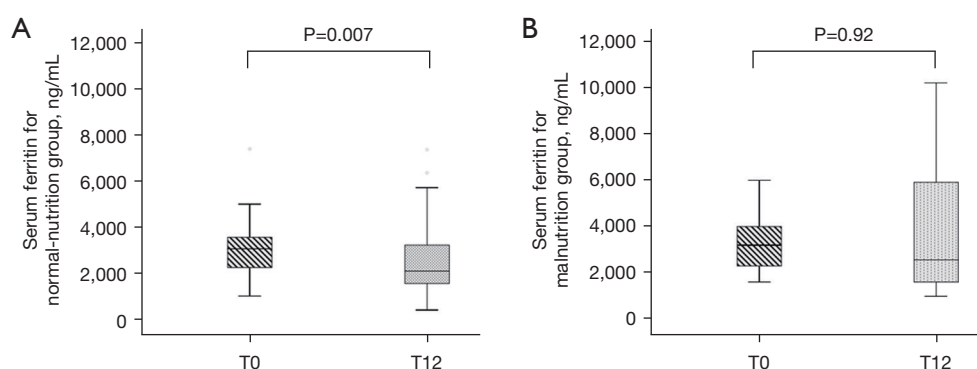 A
Serum ferritin for
normal-nutrition group, ng/mL
12,000
10,000
8,000
6,000
4,000
2,000
0
P=0.007
T0
T12
B
Serum ferritin for
malnutrition group, ng/mL
12,000
10,000
8,000
6,000
4,000
2,000
0
P=0.92
T0
T12